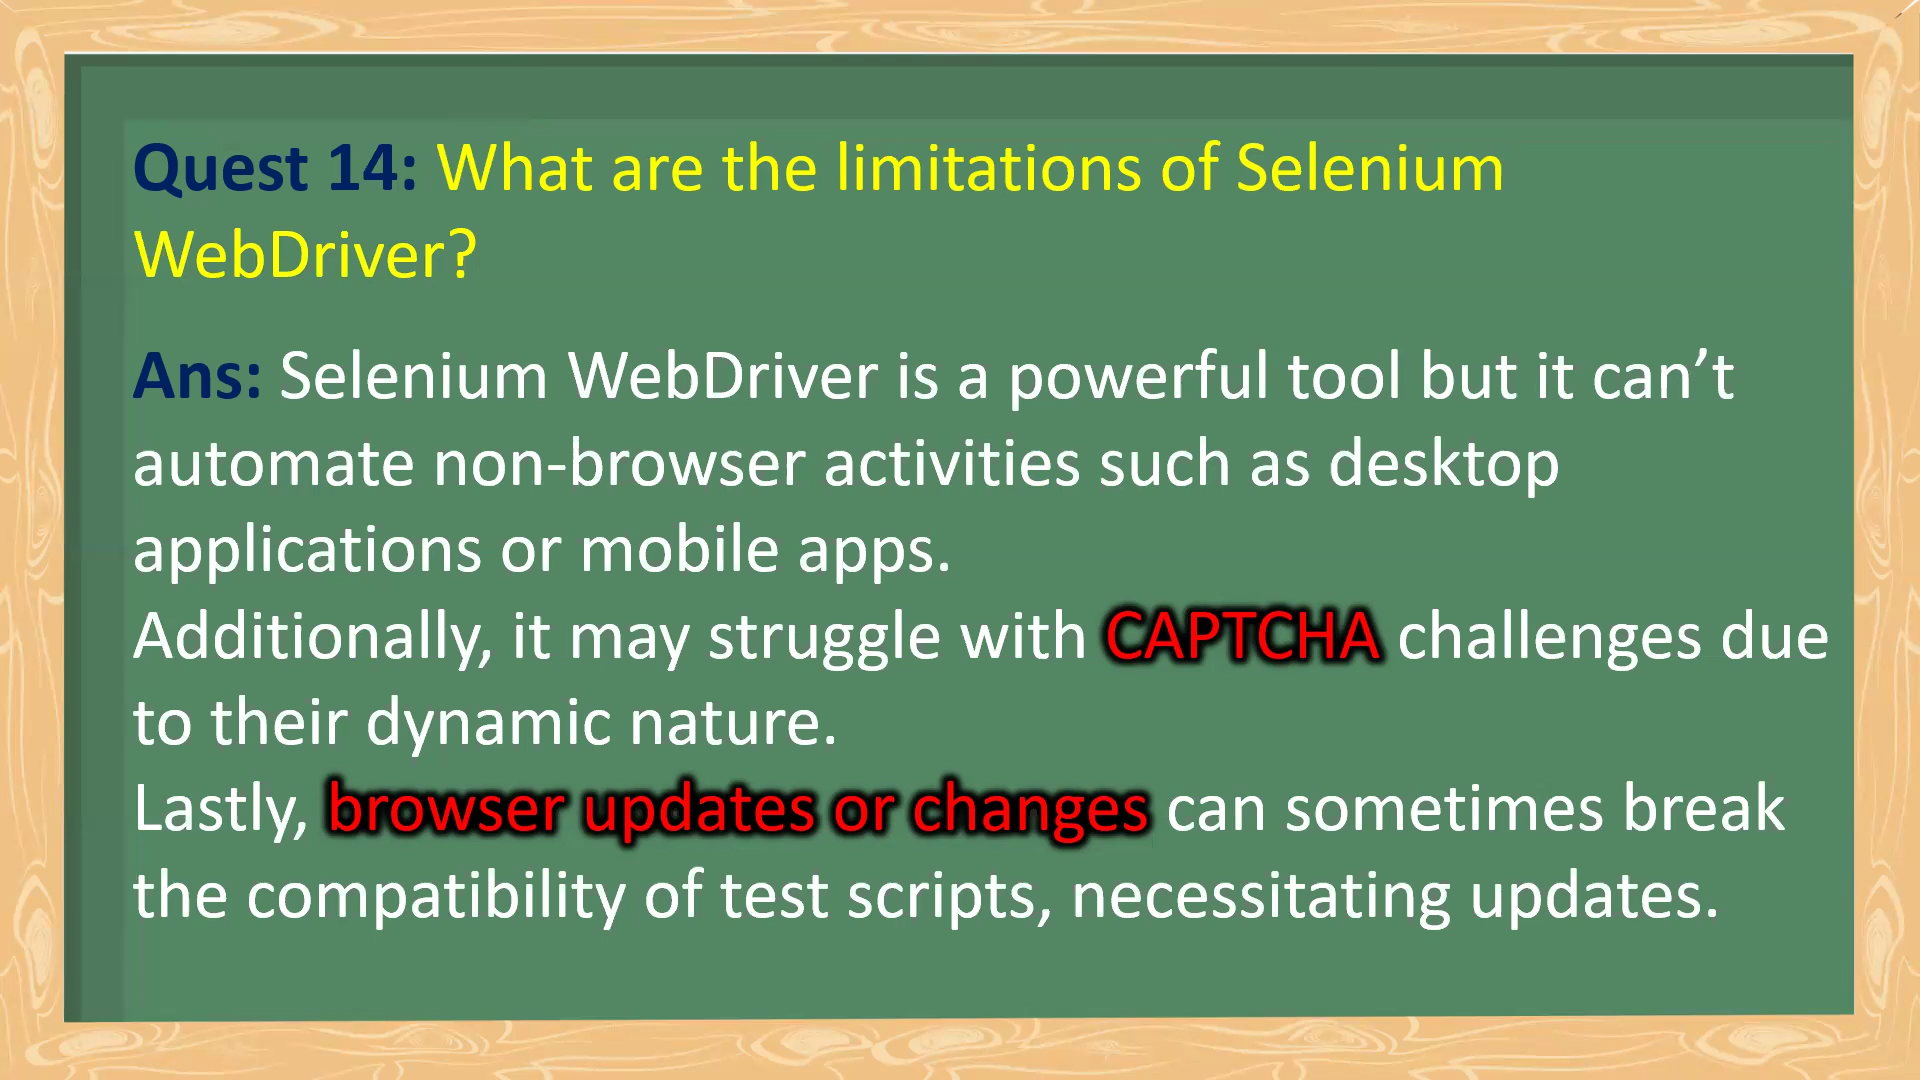 Quest 14: What are the limitations of Selenium
WebDriver?
Ans: Selenium WebDriver is a powerful tool but it can’t
automate non-browser activities such as desktop
applications or mobile apps.
Additionally, it may struggle with CAPTCHA challenges due
to their dynamic nature.
Lastly, browser updates or changes can sometimes break
the compatibility of test scripts, necessitating updates.